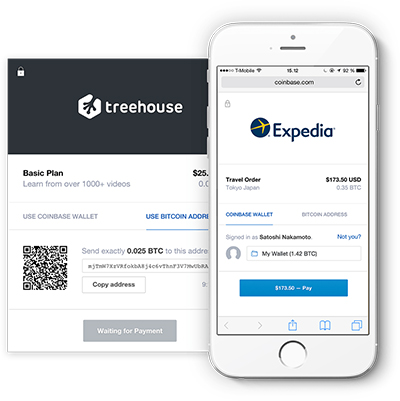 treehouse
Basic Plan
$25.
Learn from over 1000+ videos
0.0
USE COINBASE WALLET
USE BITCOIN ADDRE
Send exactly 0.025 BTC to this addre
Copy address
9:
Waiting for Payment
T-Mobile
15:12
92 %
coinbase.com
Expedia
Travel Order
$173.50 USD
Tokyo Japan
0.35 BTC
COINBASE WALLET
BITCOIN ADDRESS
Signed in as Satoshi Nakamoto.
Not you?
My Wallet (1.42 BTC)
$173.50 — Pay